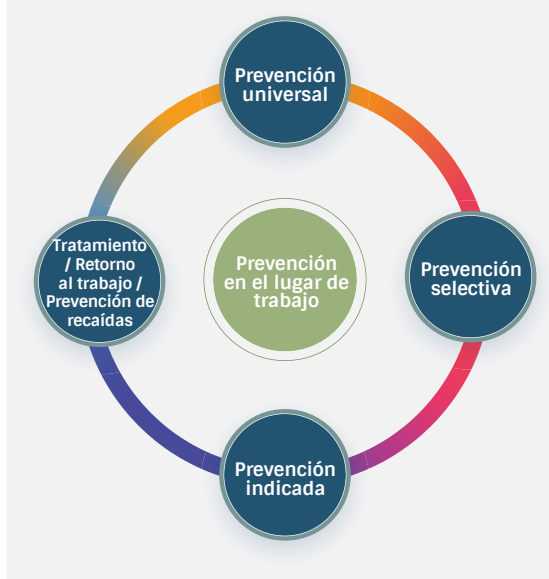 Prevención
universal
Tratamiento
/ Retorno
al trabajo /
Prevención de
recaídas
Prevención
en el lugar de
trabajo
Prevención
selectiva
Prevención
indicada